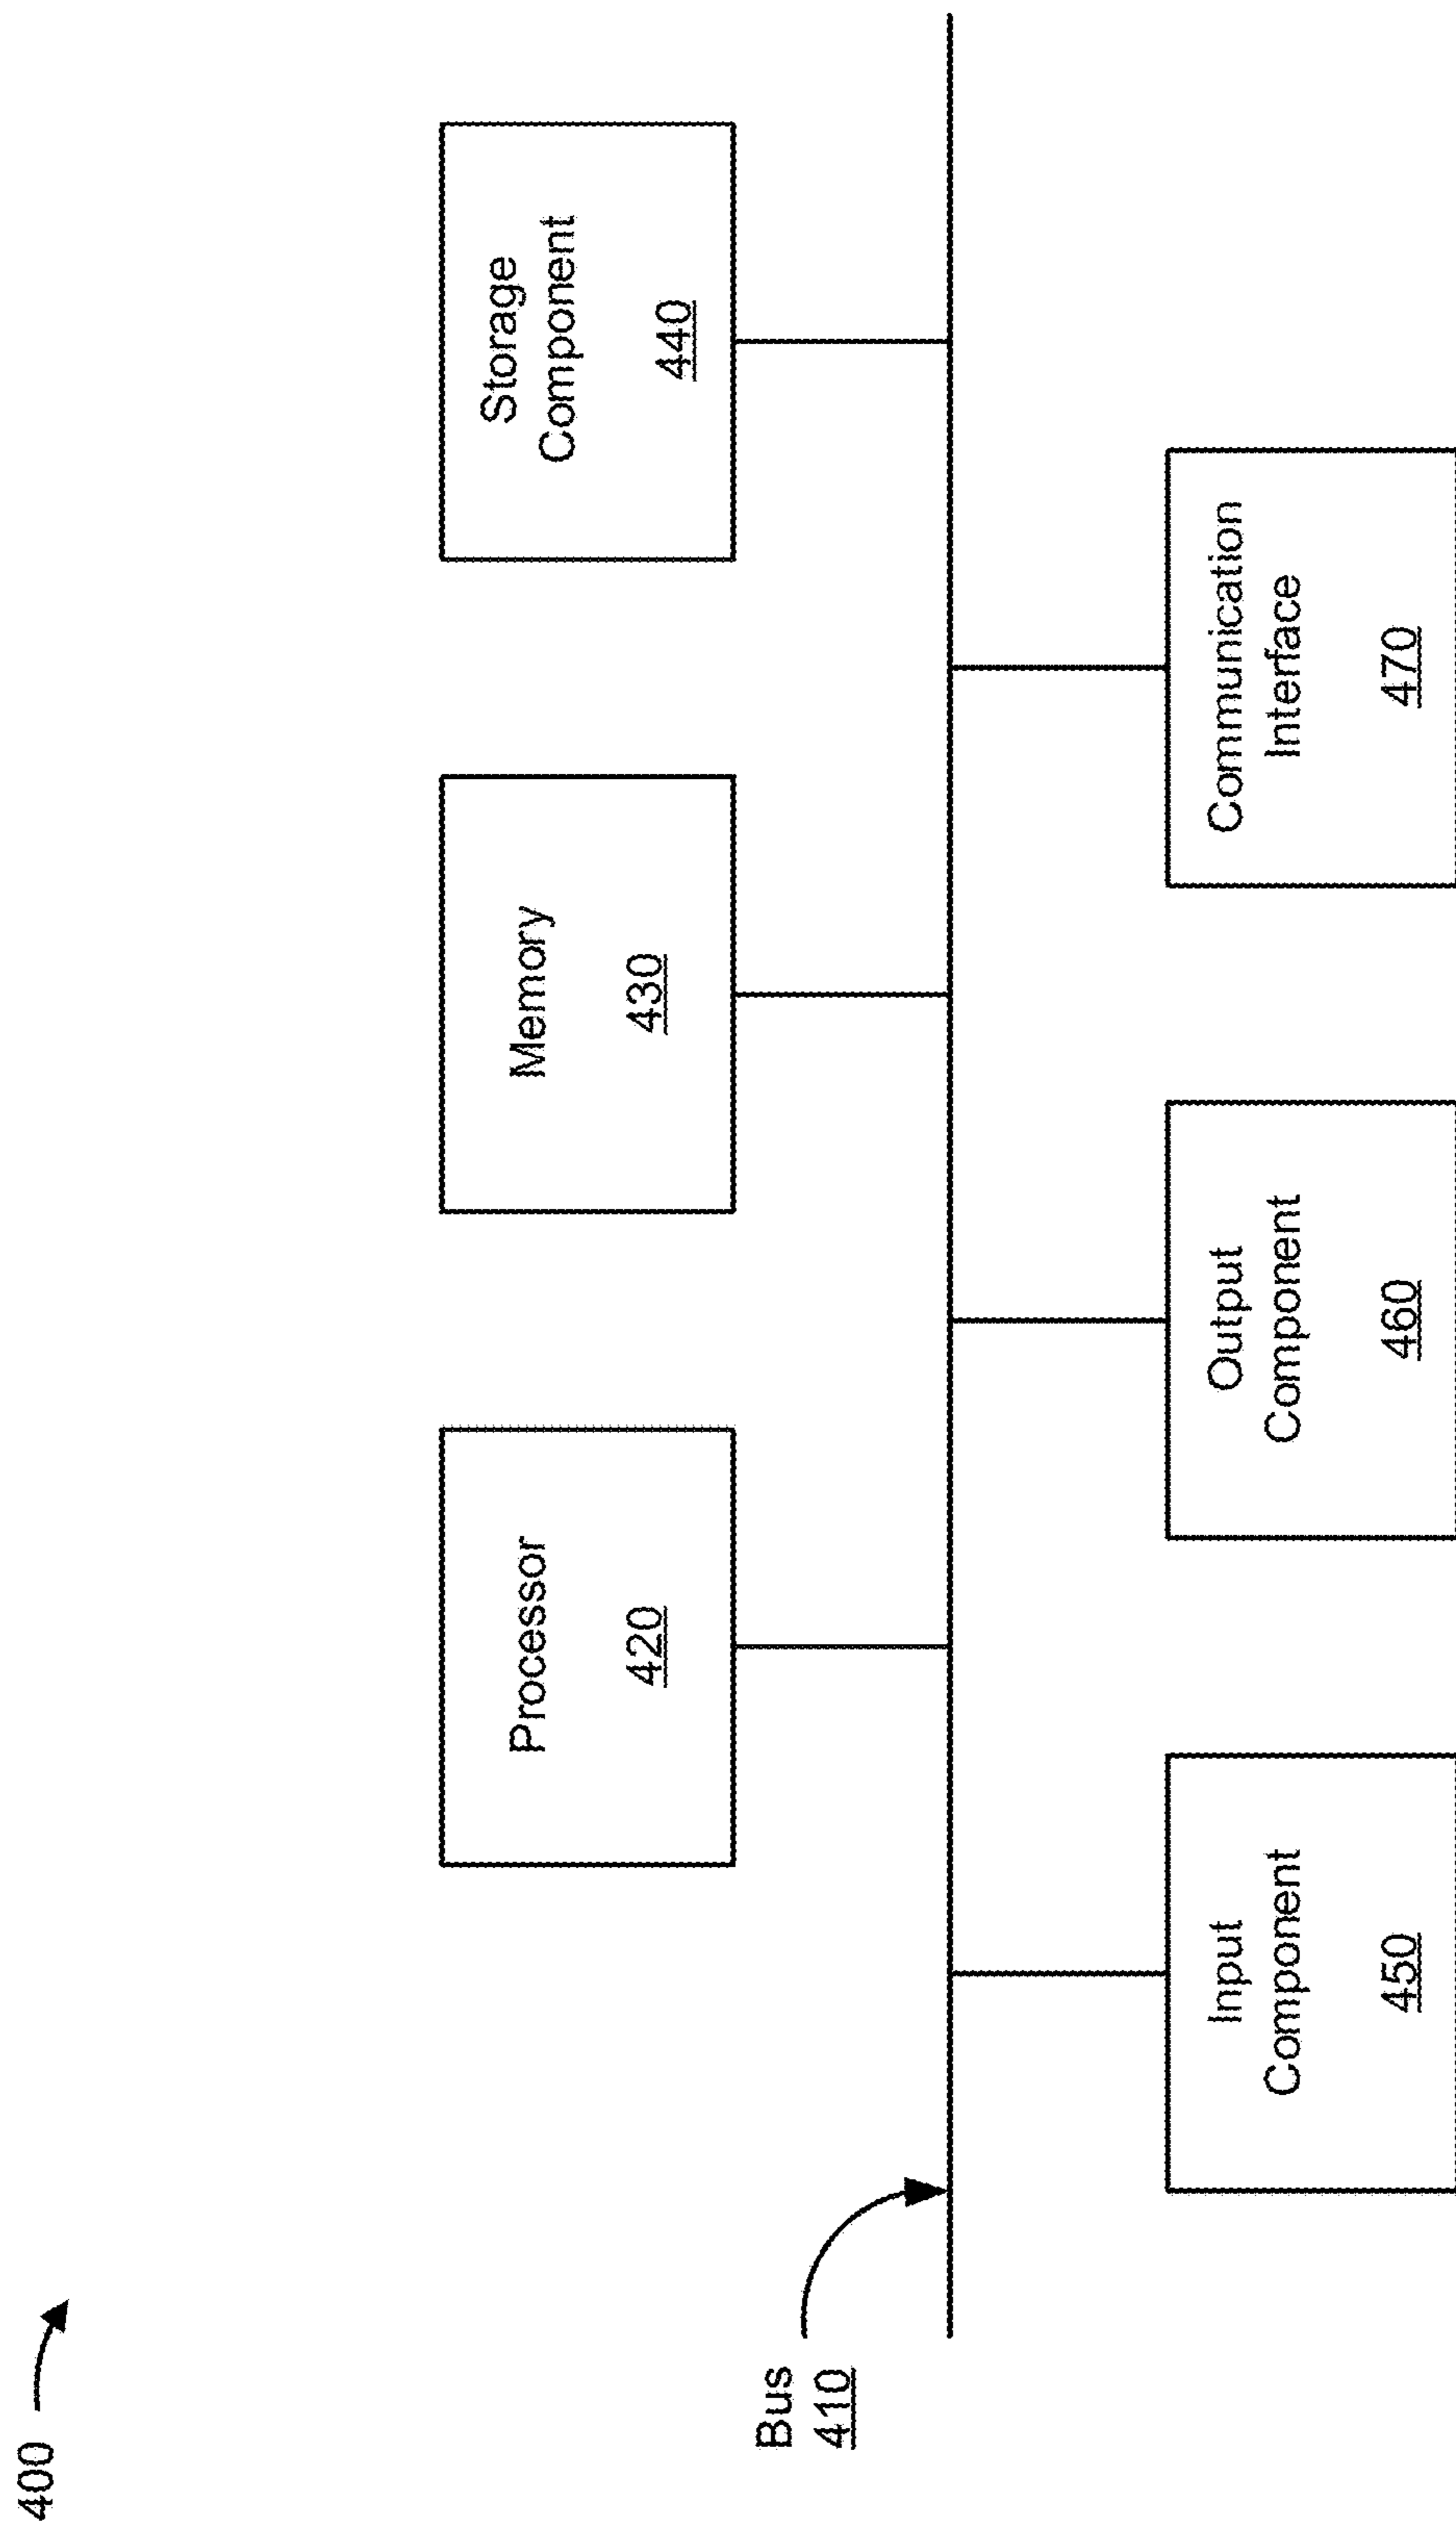 400
Bus
410
Processor
420
Memory
430
Storage
Component
440
Input
Component
450
Output
Component
460
Communication
Interface
470